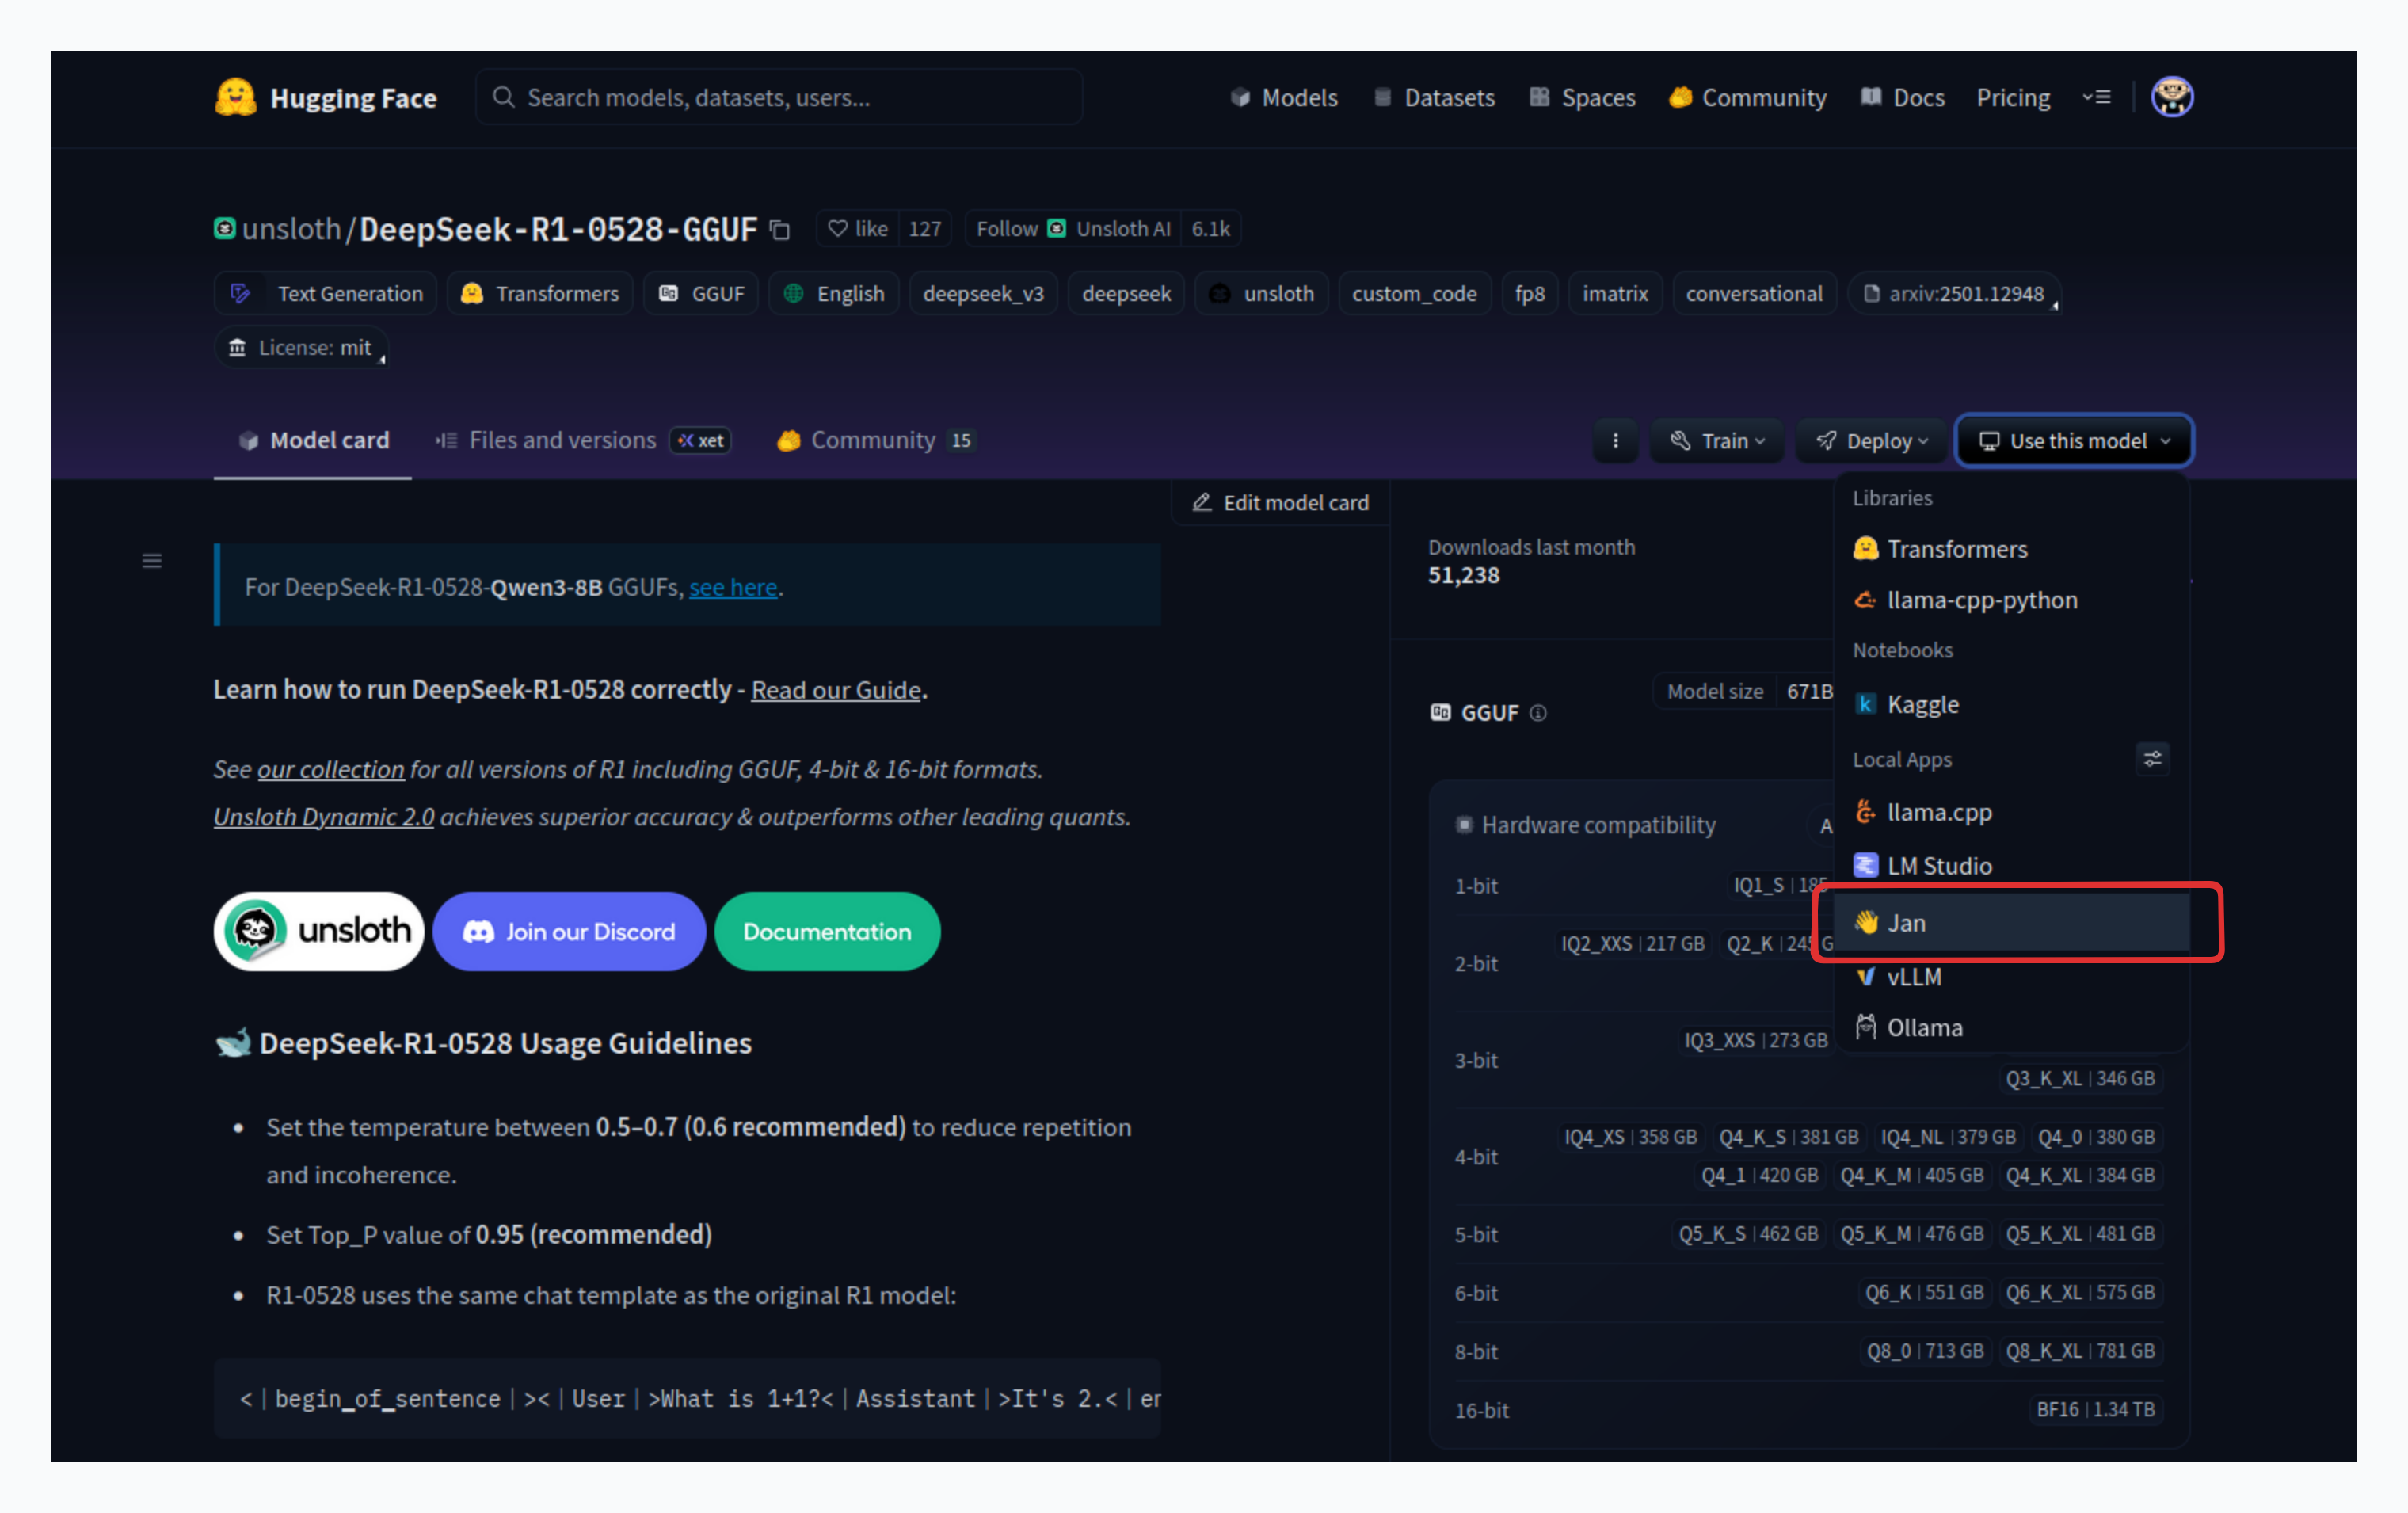 Hugging Face
Search models, datasets, users...
Models
Datasets
Spaces
Community
Docs
Pricing
unsloth/DeepSeek-R1-0528-GGUF
like 127
Follow Unsloth AI 6.1k
Text Generation
Transformers
GGUF
English
deepseek_v3
deepseek
unsloth
custom_code
fp8
imatrix
conversational
arxiv:2501.12948
License: mit
Model card
Files and versions
xet
Community 15
Train
Deploy
Use this model
Edit model card
For DeepSeek-R1-0528-Qwen3-8B GGUFs, see here.
Learn how to run DeepSeek-R1-0528 correctly - Read our Guide.
See our collection for all versions of R1 including GGUF, 4-bit & 16-bit formats.
Unsloth Dynamic 2.0 achieves superior accuracy & outperforms other leading quants.
unsloth
Join our Discord
Documentation
DeepSeek-R1-0528 Usage Guidelines
Set the temperature between 0.5–0.7 (0.6 recommended) to reduce repetition
and incoherence.
Set Top_P value of 0.95 (recommended)
R1-0528 uses the same chat template as the original R1 model:
<|begin_of_sentence|><|User|>What is 1+1?<|Assistant|>It's 2.<|er
Downloads last month
51,238
GGUF
Model size 671B
Hardware compatibility
1-bit
IQ1_S | 185
2-bit
IQ2_XXS | 217 GB
Q2_K | 245 G
3-bit
IQ3_XXS | 273 GB
Q3_K_XL | 346 GB
4-bit
IQ4_XS | 358 GB
Q4_K_S | 381 GB
IQ4_NL | 379 GB
Q4_0 | 380 GB
Q4_1 | 420 GB
Q4_K_M | 405 GB
Q4_K_XL | 384 GB
5-bit
Q5_K_S | 462 GB
Q5_K_M | 476 GB
Q5_K_XL | 481 GB
6-bit
Q6_K | 551 GB
Q6_K_XL | 575 GB
8-bit
Q8_0 | 713 GB
Q8_K_XL | 781 GB
16-bit
BF16 | 1.34 TB
Libraries
Transformers
llama-cpp-python
Notebooks
Kaggle
Local Apps
llama.cpp
LM Studio
Jan
vLLM
Ollama